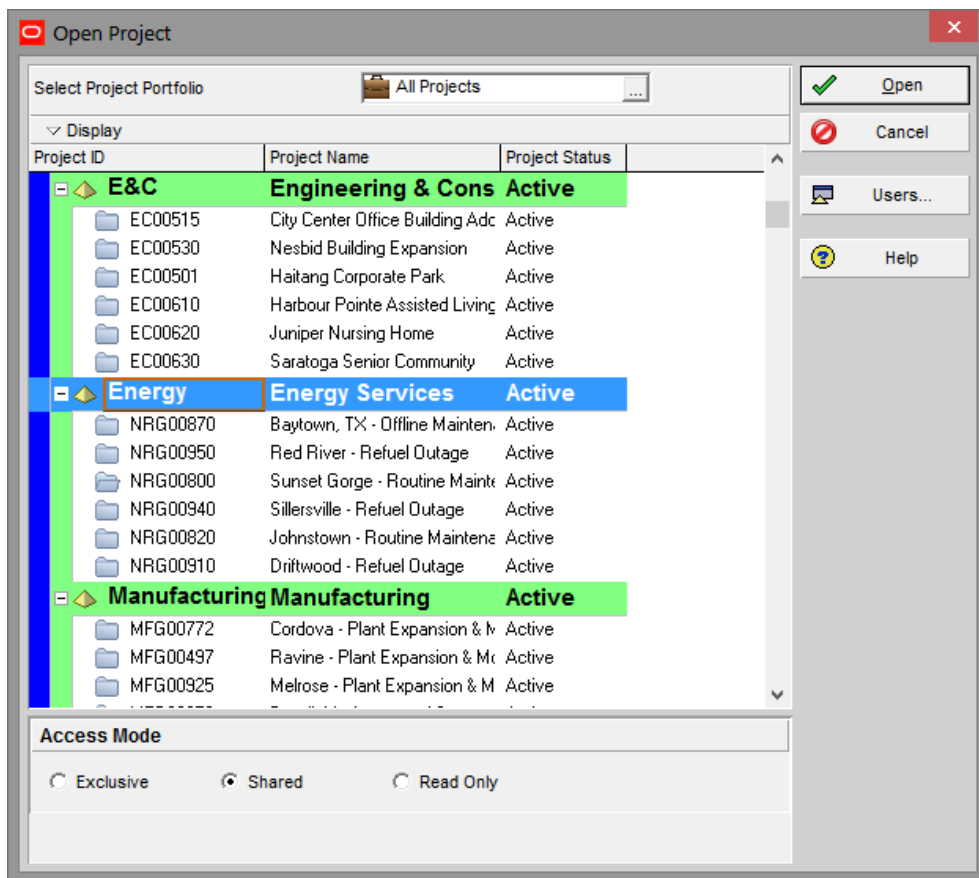 Open Project
Select Project Portfolio All Projects ...
Open
Display
Cancel
Project ID Project Name Project Status
E&C Engineering & Cons Active
Users...
EC00515 City Center Office Building Adc Active
EC00530 Nesbid Building Expansion Active
Help
EC00501 Haitang Corporate Park Active
EC00610 Harbour Pointe Assisted Living Active
EC00620 Juniper Nursing Home Active
EC00630 Saratoga Senior Community Active
Energy Energy Services Active
NRG00870 Baytown, TX - Offline Mainten Active
NRG00950 Red River - Refuel Outage Active
NRG00800 Sunset Gorge - Routine Mainte Active
NRG00940 Sillersville - Refuel Outage Active
NRG00820 Johnstown - Routine Maintena Active
NRG00910 Driftwood - Refuel Outage Active
Manufacturing Manufacturing Active
MFG00772 Cordova - Plant Expansion & M Active
MFG00497 Ravine - Plant Expansion & Mo Active
MFG00925 Melrose - Plant Expansion & M Active
Access Mode
Exclusive Shared Read Only